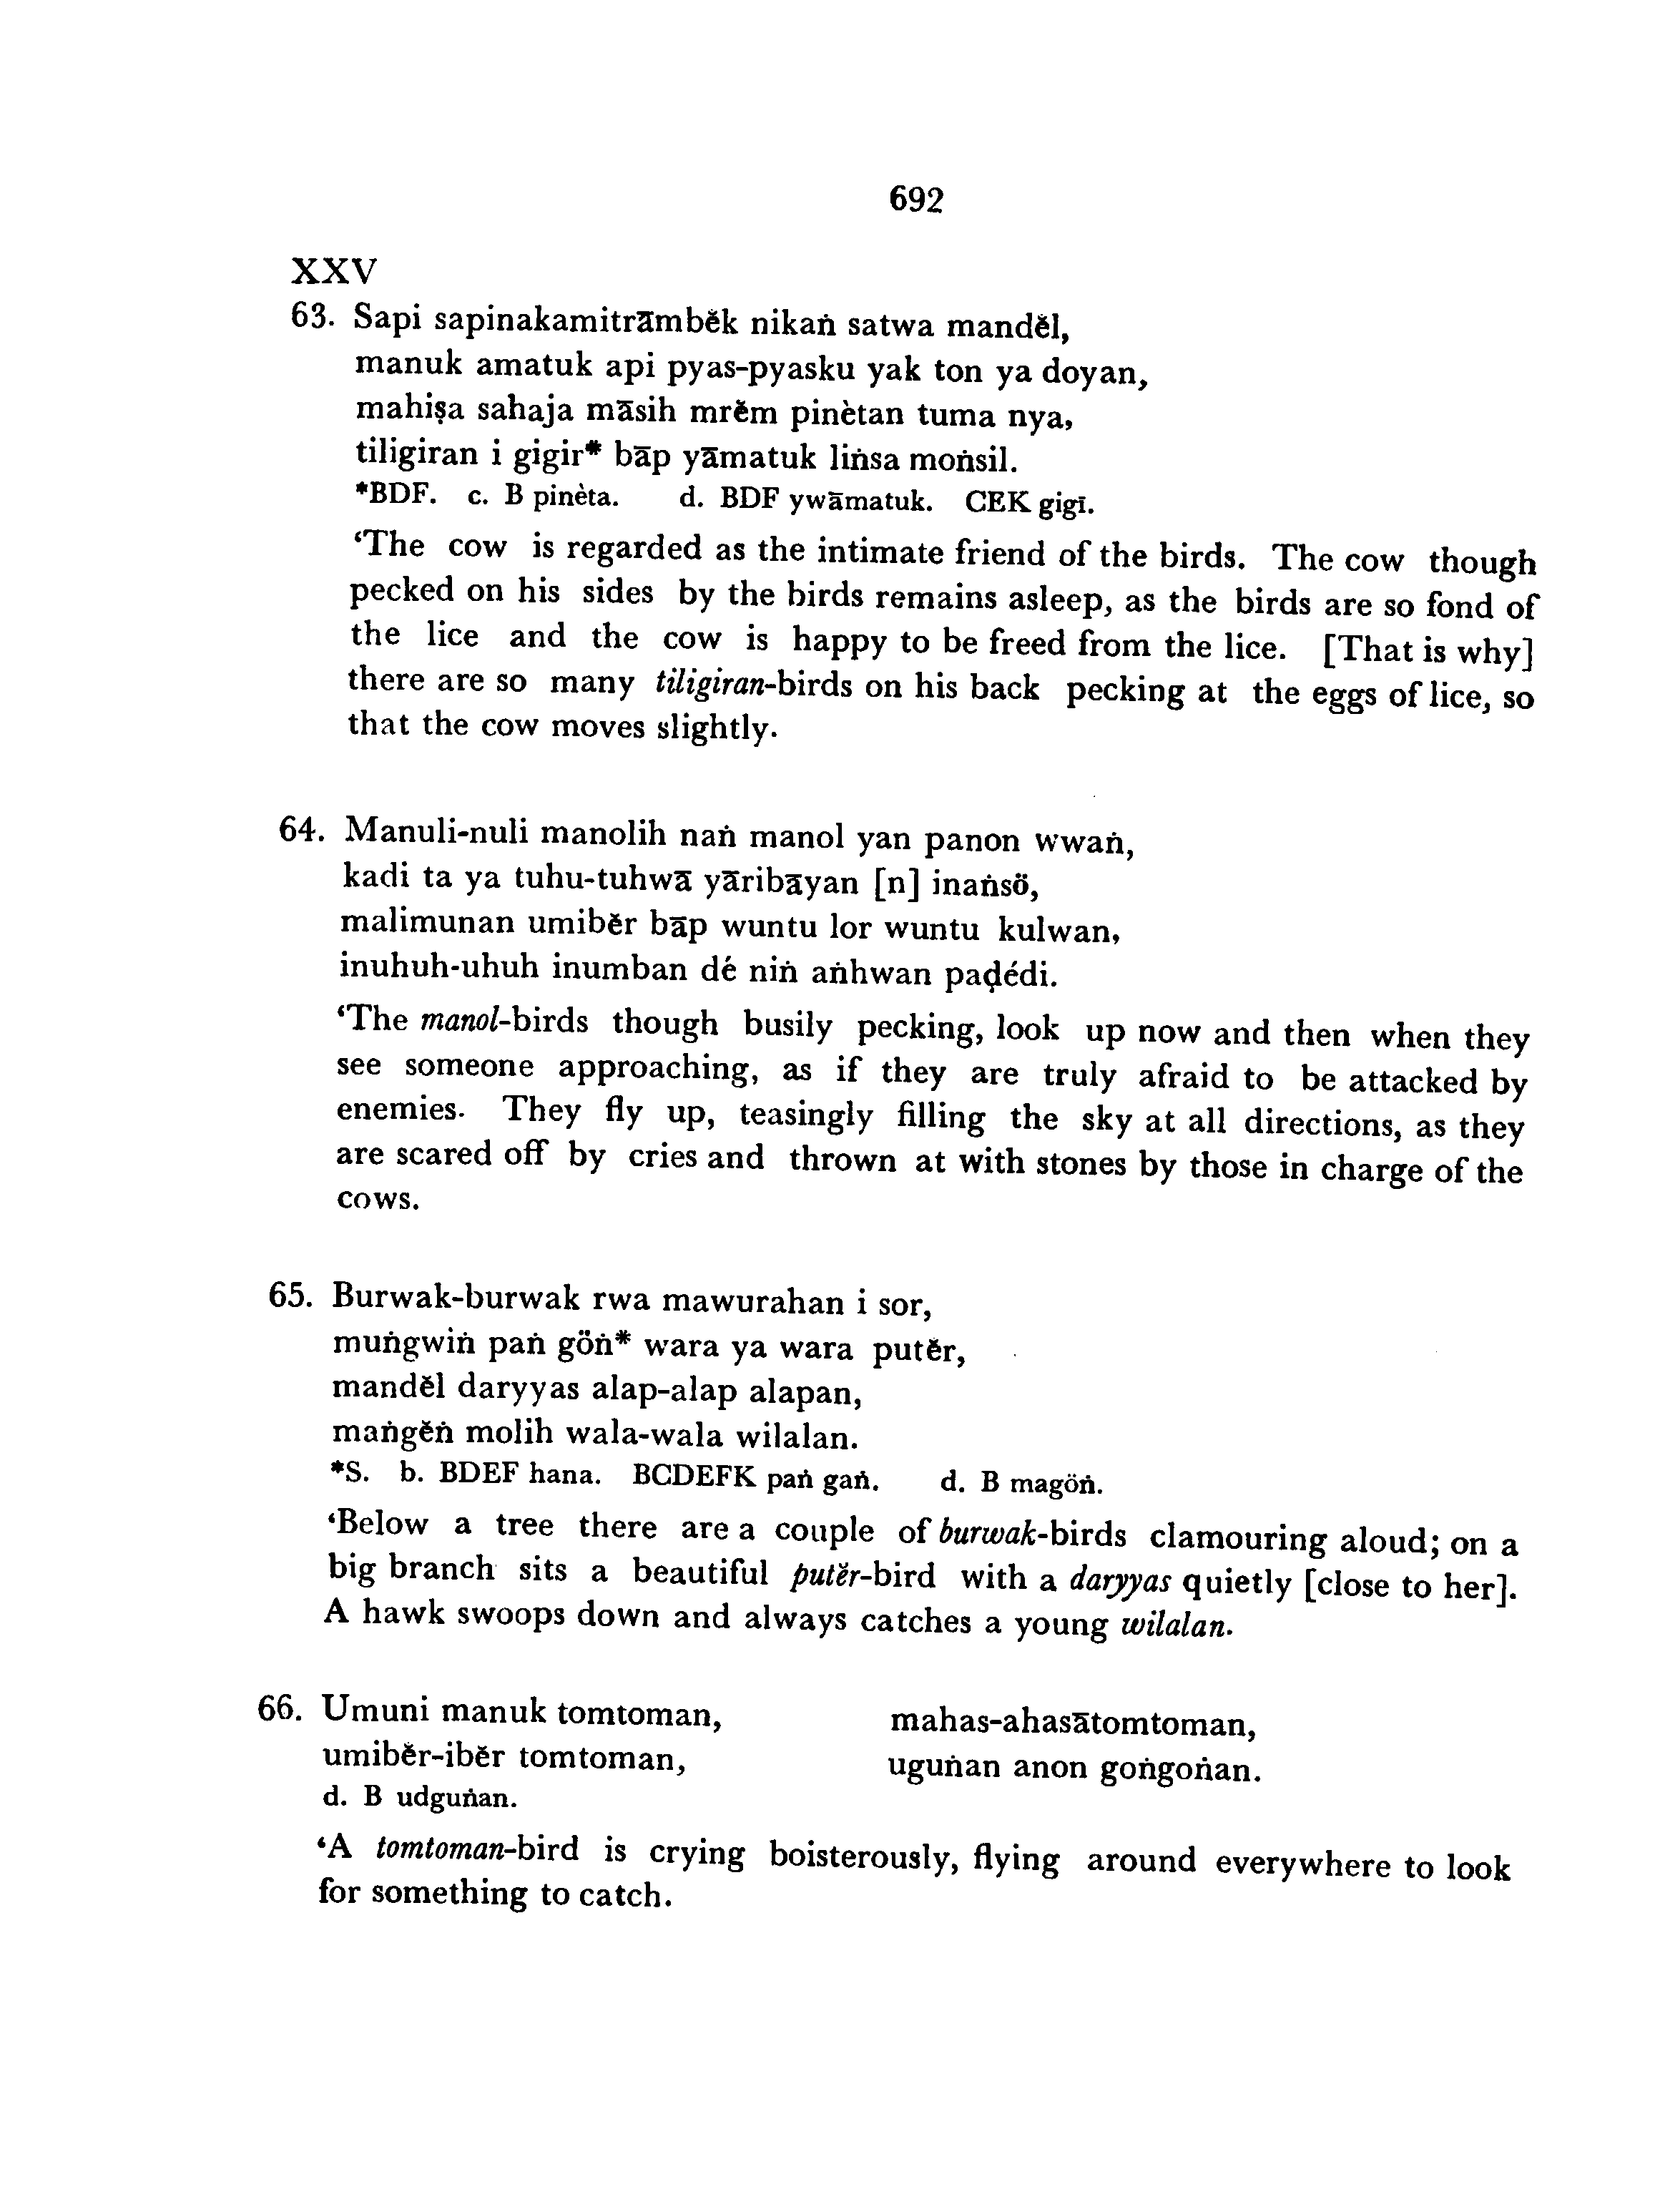 692
XXV
63. Sapi sapinakamitrāmbĕk nikaṅ satwa mandĕl,
manuk amatuk api pyas-pyasku yak ton ya doyan,
mahiṣa sahaja māsih mrĕm pinètan tuma nya,
tiligiran i gigir* bāp yāmatuk liṅsa moṅsil.
*BDF. c. B pinèta. d. BDF ywāmatuk. CEK gigī.
‘The cow is regarded as the intimate friend of the birds. The cow though
pecked on his sides by the birds remains asleep, as the birds are so fond of
the lice and the cow is happy to be freed from the lice. [That is why]
there are so many tiligiran-birds on his back pecking at the eggs of lice, so
that the cow moves slightly.
64. Manuli-nuli manolih naṅ manol yan panon wwaṅ,
kadi ta ya tuhu-tuhwā yāribāyan [n] inaṅsö,
malimunan umibĕr bāp wuntu lor wuntu kulwan,
inuhuh-uhuh inumban dé niṅ aṅhwan paḍédi.
‘The manol-birds though busily pecking, look up now and then when they
see someone approaching, as if they are truly afraid to be attacked by
enemies. They fly up, teasingly filling the sky at all directions, as they
are scared off by cries and thrown at with stones by those in charge of the
cows.
65. Burwak-burwak rwa mawurahan i sor,
muṅgwiṅ paṅ göṅ* wara ya wara putĕr,
mandĕl daryyas alap-alap alapan,
maṅgĕṅ molih wala-wala wilalan.
*S. b. BDEF hana. BCDEFK paṅ gaṅ. d. B magöṅ.
‘Below a tree there are a couple of burwak-birds clamouring aloud; on a
big branch sits a beautiful putĕr-bird with a daryyas quietly [close to her].
A hawk swoops down and always catches a young wilalan.
66. Umuni manuk tomtoman, mahas-ahasātomtoman,
umibĕr-ibĕr tomtoman, uguṅan anon goṅgoṅan.
d. B udguṅan.
‘A tomtoman-bird is crying boisterously, flying around everywhere to look
for something to catch.